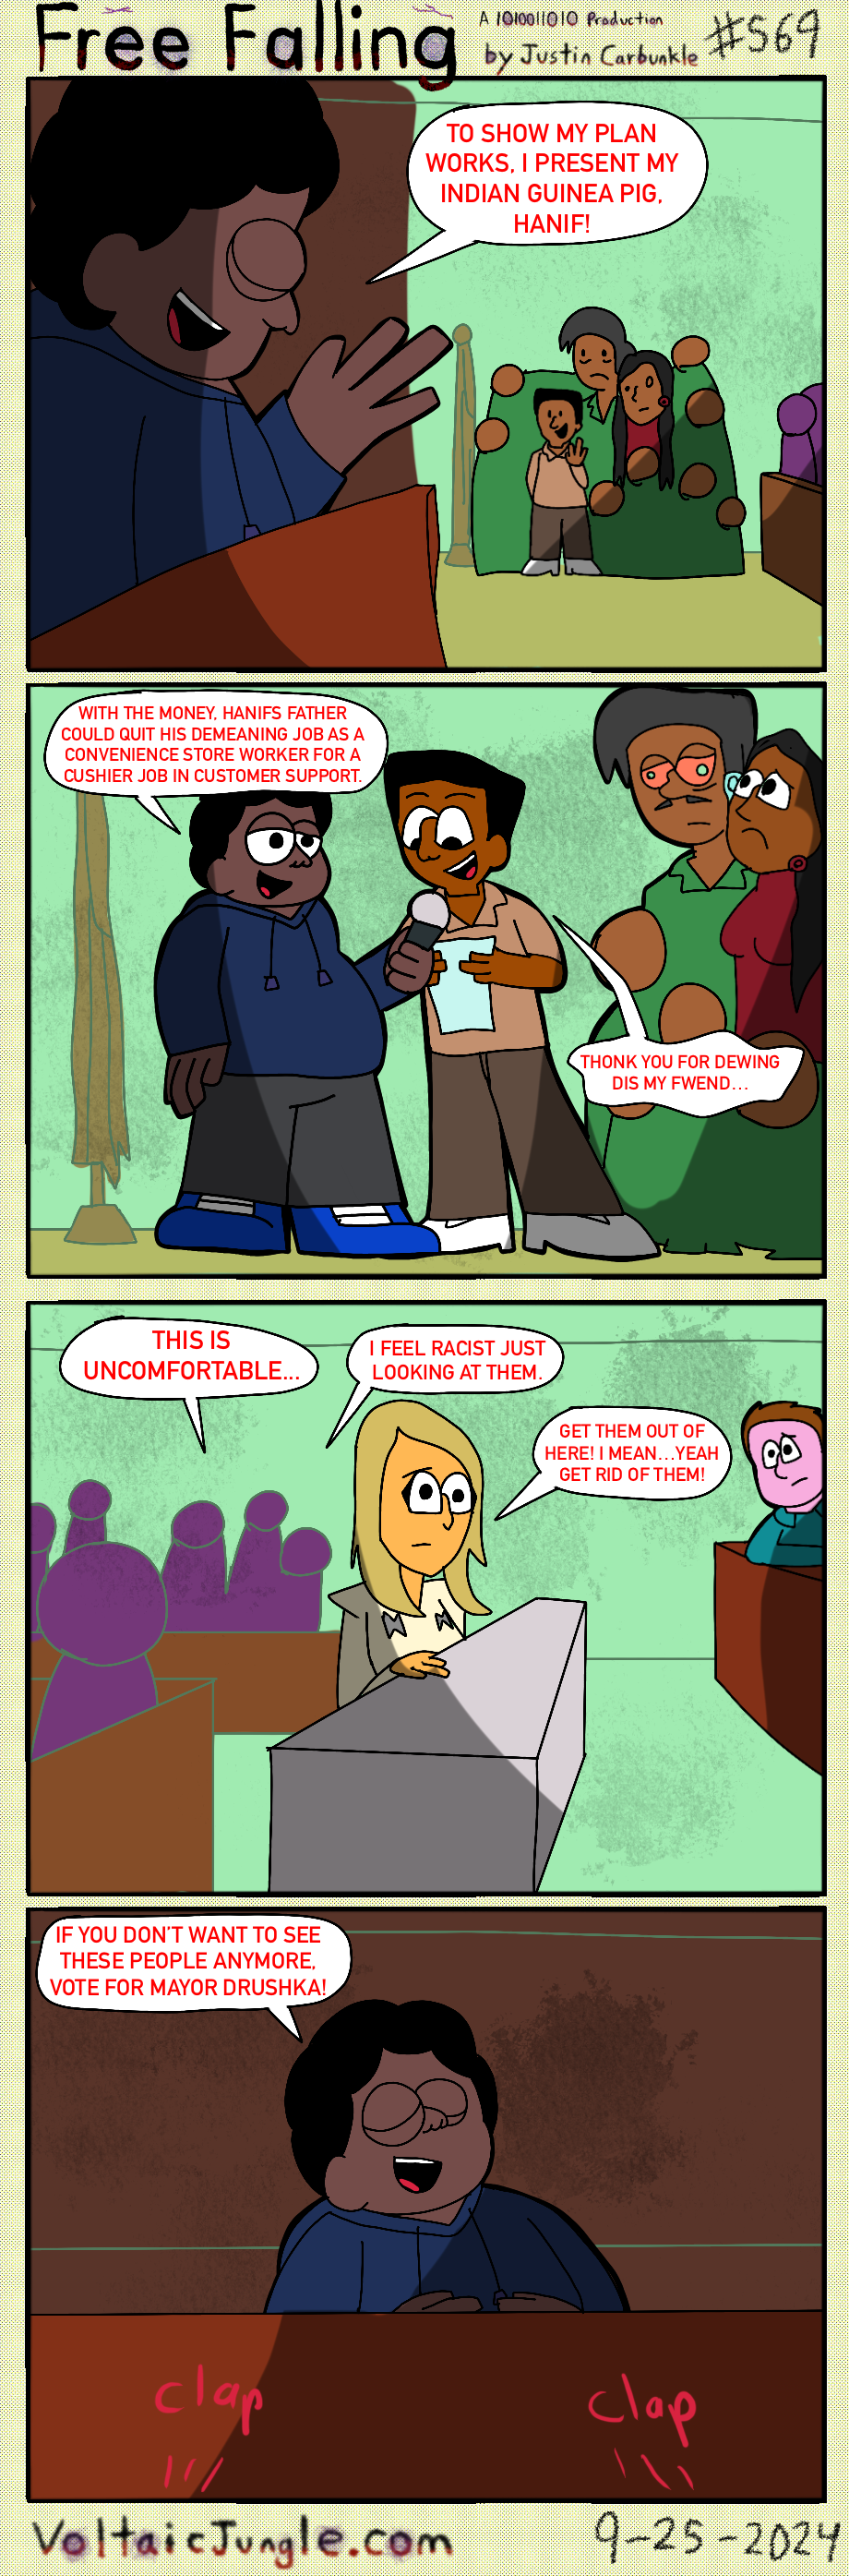 Free Falling
A 1010011010 Production
by Justin Carbunkle
#569
TO SHOW MY PLAN
WORKS, I PRESENT MY
INDIAN GUINEA PIG,
HANIF!
WITH THE MONEY, HANIFS FATHER
COULD QUIT HIS DEMEANING JOB AS A
CONVENIENCE STORE WORKER FOR A
CUSHIER JOB IN CUSTOMER SUPPORT.
THONK YOU FOR DEWING
DIS MY FWEND...
THIS IS
UNCOMFORTABLE...
I FEEL RACIST JUST
LOOKING AT THEM.
GET THEM OUT OF
HERE! I MEAN...YEAH
GET RID OF THEM!
IF YOU DON'T WANT TO SEE
THESE PEOPLE ANYMORE,
VOTE FOR MAYOR DRUSHKA!
clap
clap
VoltaicJungle.com
9-25-2024